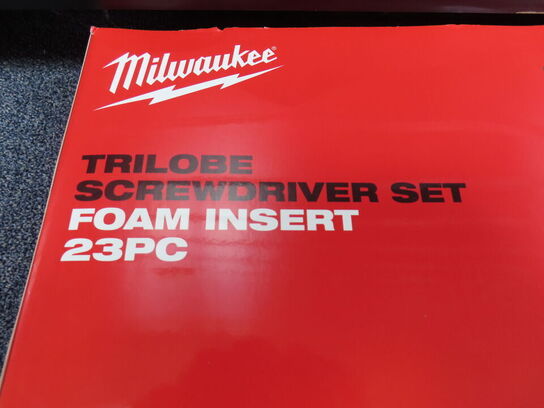 Milwaukee
TRILOBE
SCREWDRIVER SET
FOAM INSERT
23PC